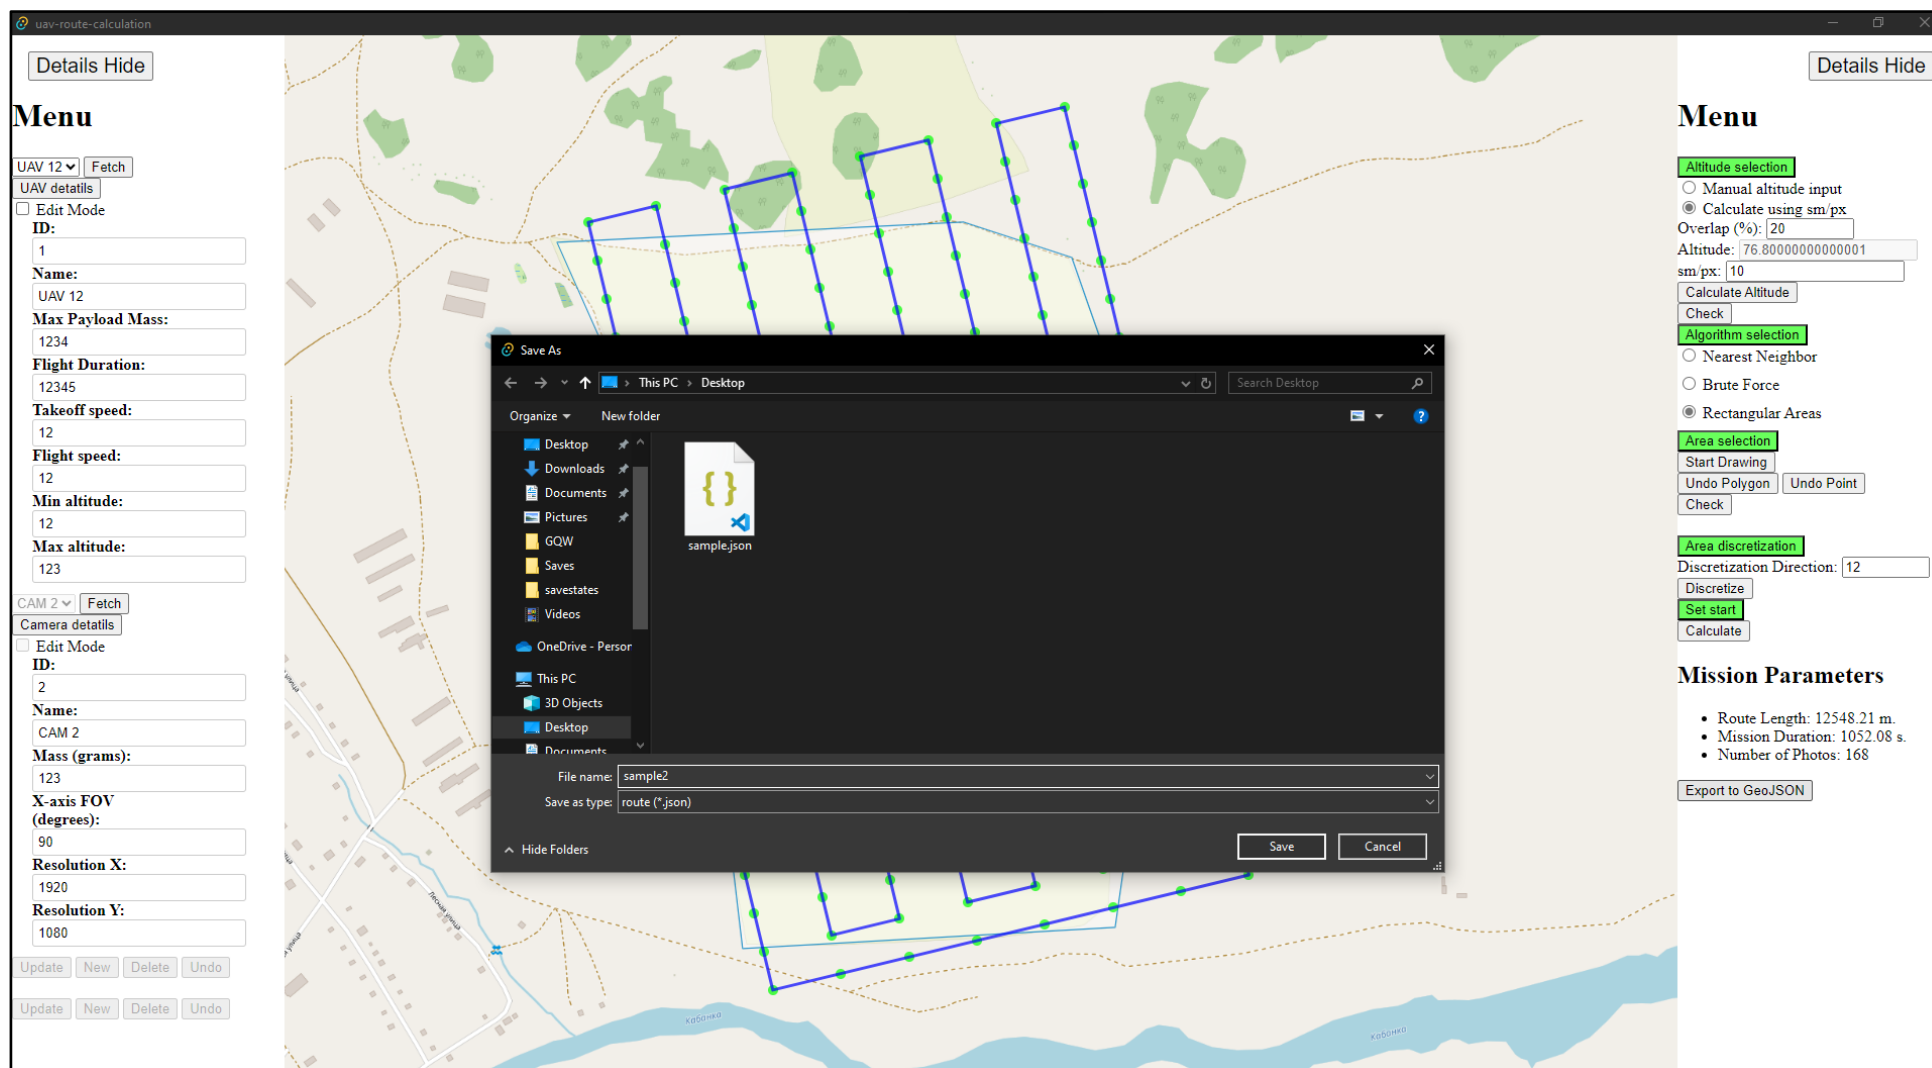 uav-route-calculation
Details Hide
Menu
UAV 12 Fetch
UAV detatils
Edit Mode
ID:
1
Name:
UAV 12
Max Payload Mass:
1234
Flight Duration:
12345
Takeoff speed:
12
Flight speed:
12
Min altitude:
12
Max altitude:
123
CAM 2 Fetch
Camera detatils
Edit Mode
ID:
2
Name:
CAM 2
Mass (grams):
123
X-axis FOV
(degrees):
90
Resolution X:
1920
Resolution Y:
1080
Update New Delete Undo
Update New Delete Undo
улица
Лесная улица
улица
Кабанка
Кабанка
Save As
This PC > Desktop
Search Desktop
Organize New folder
Desktop
Downloads
Documents
Pictures
GQW
Saves
savestates
Videos
OneDrive - Person
This PC
3D Objects
Desktop
Documents
sample.json
File name: sample2
Save as type: route (*.json)
Hide Folders
Save Cancel
Details Hide
Menu
Altitude selection
Manual altitude input
Calculate using sm/px
Overlap (%): 20
Altitude: 76.80000000000001
sm/px: 10
Calculate Altitude
Check
Algorithm selection
Nearest Neighbor
Brute Force
Rectangular Areas
Area selection
Start Drawing
Undo Polygon Undo Point
Check
Area discretization
Discretization Direction: 12
Discretize
Set start
Calculate
Mission Parameters
• Route Length: 12548.21 m.
• Mission Duration: 1052.08 s.
• Number of Photos: 168
Export to GeoJSON